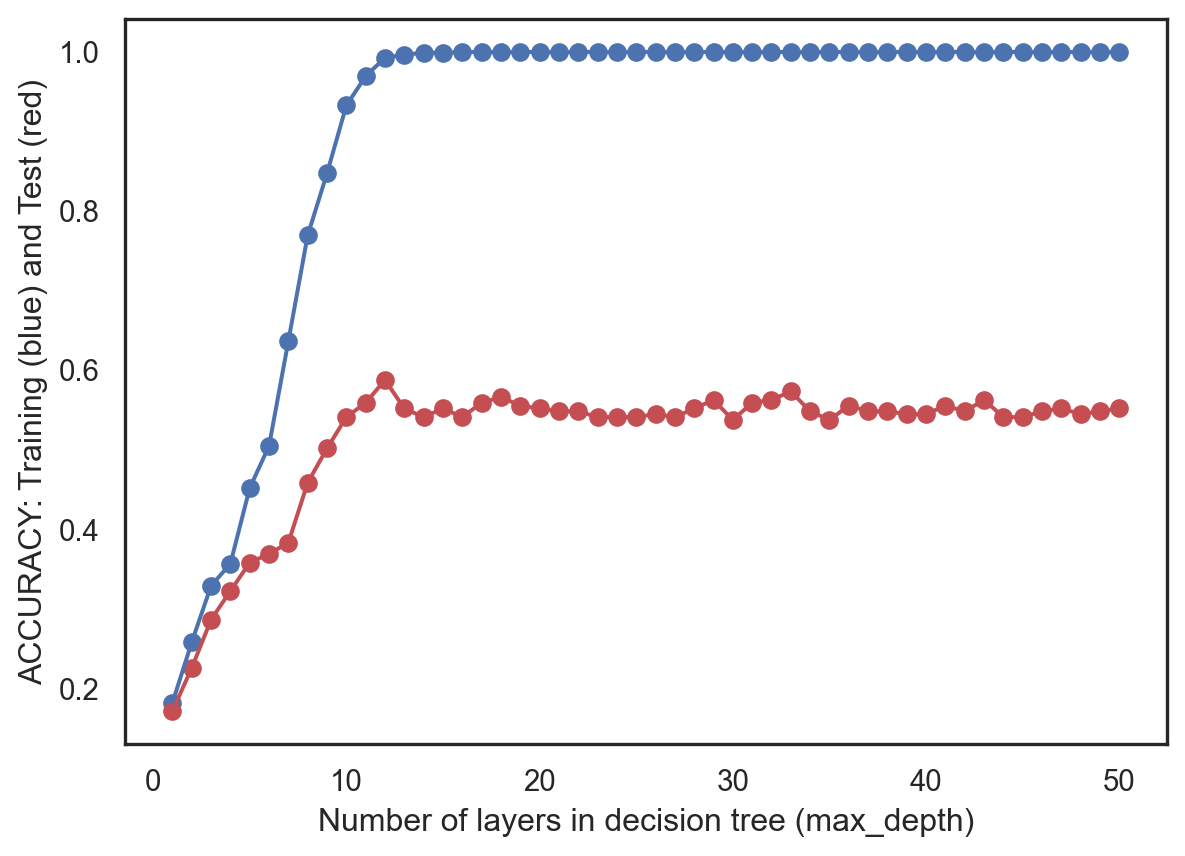 ACCURACY: Training (blue) and Test (red)
1.0
0.8
0.6
0.4
0.2
0 10 20 30 40 50
Number of layers in decision tree (max_depth)